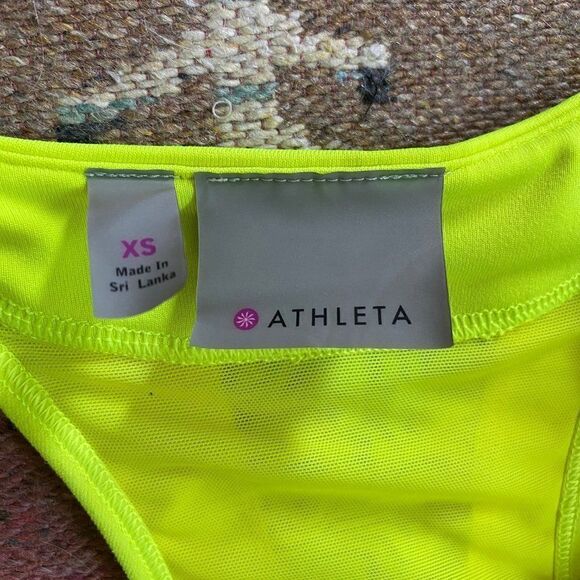 XS
Made In
Sri Lanka
ATHLETA